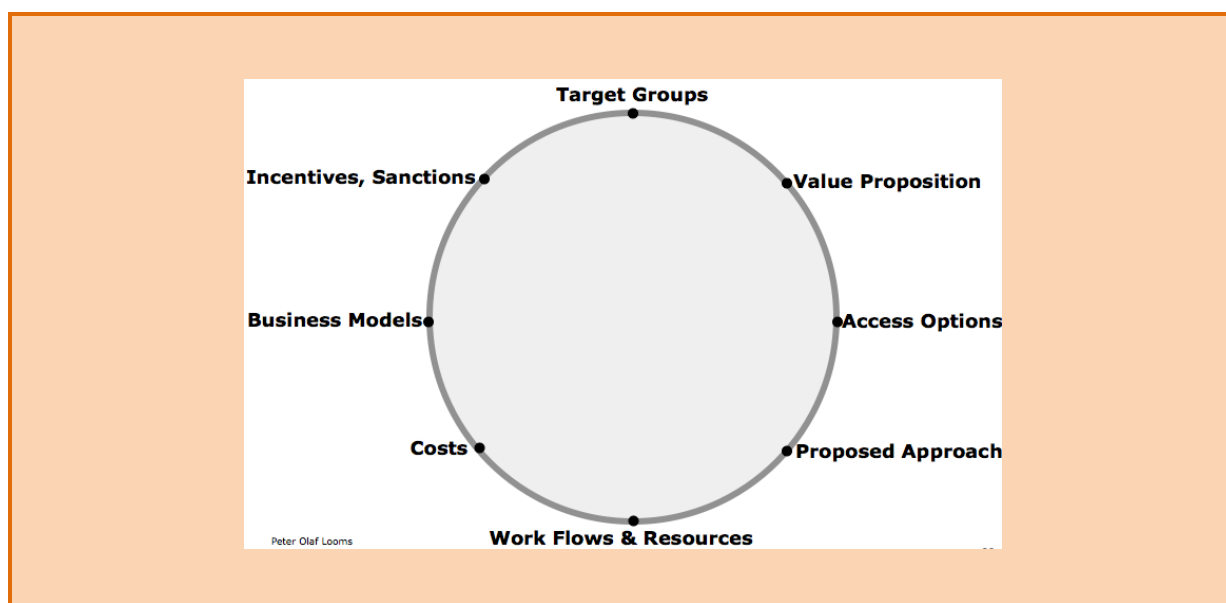 Target Groups
Incentives, Sanctions
Value Proposition
Business Models
Access Options
Costs
Proposed Approach
Work Flows & Resources
Peter Olaf Looms